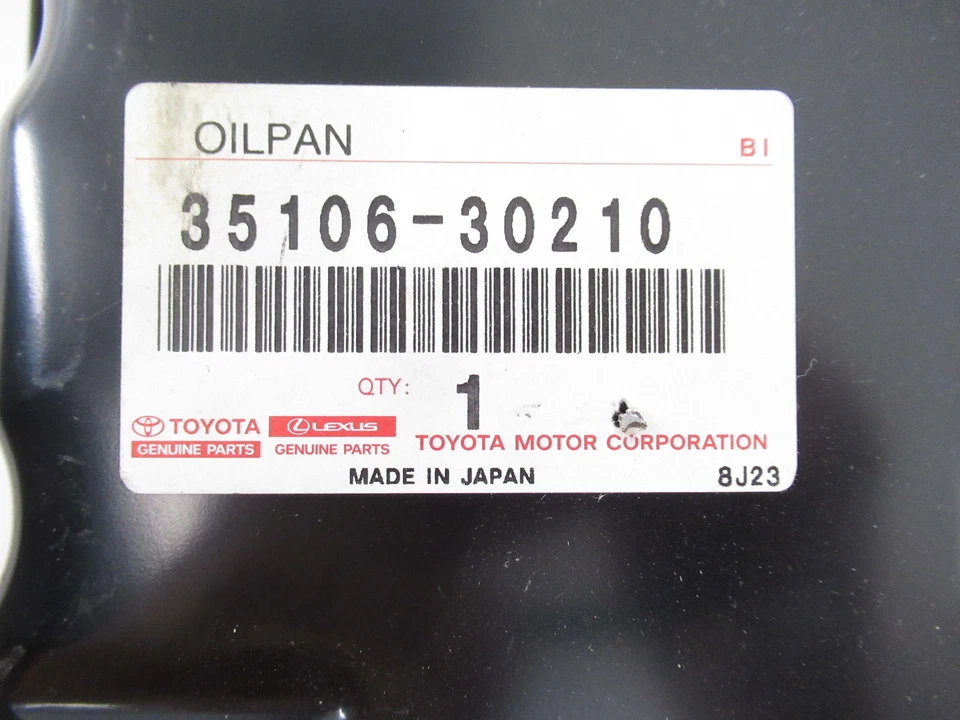 OILPAN
BI
35106-30210
QTY: 1
TOYOTA LEXUS
GENUINE PARTS GENUINE PARTS
TOYOTA MOTOR CORPORATION
MADE IN JAPAN 8J23